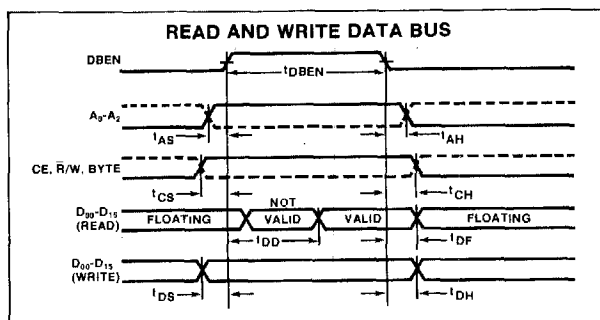 READ AND WRITE DATA BUS
DBEN
tDBEN
A0-A2
tAS
tAH
CE, R̅/W, BYTE
tCS
tCH
D00-D15
(READ)
FLOATING
NOT
VALID
VALID
FLOATING
tDD
tDF
D00-D15
(WRITE)
tDS
tDH